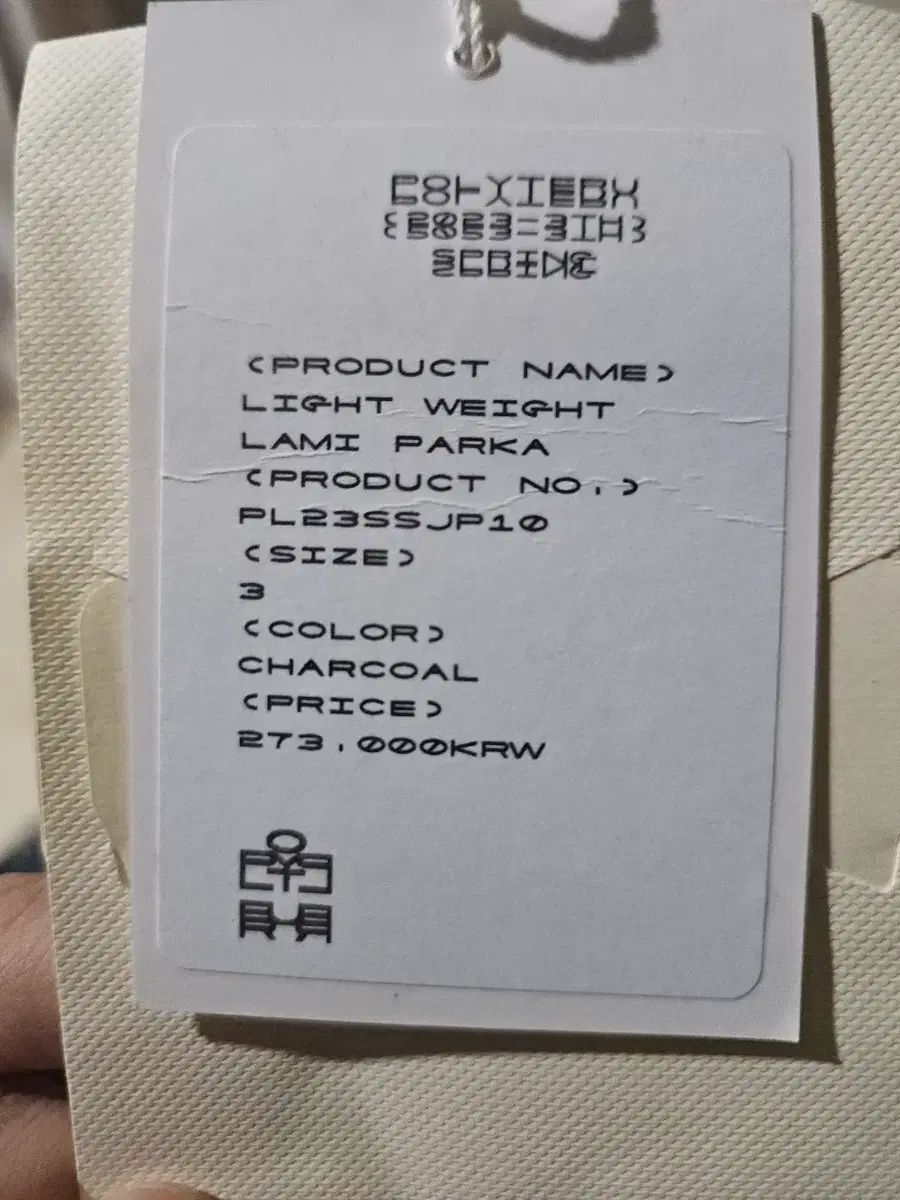 <PRODUCT NAME>
LIGHT WEIGHT
LAMI PARKA
<PRODUCT NO.>
PL23SSJP10
<SIZE>
3
<COLOR>
CHARCOAL
<PRICE>
273.000KRW